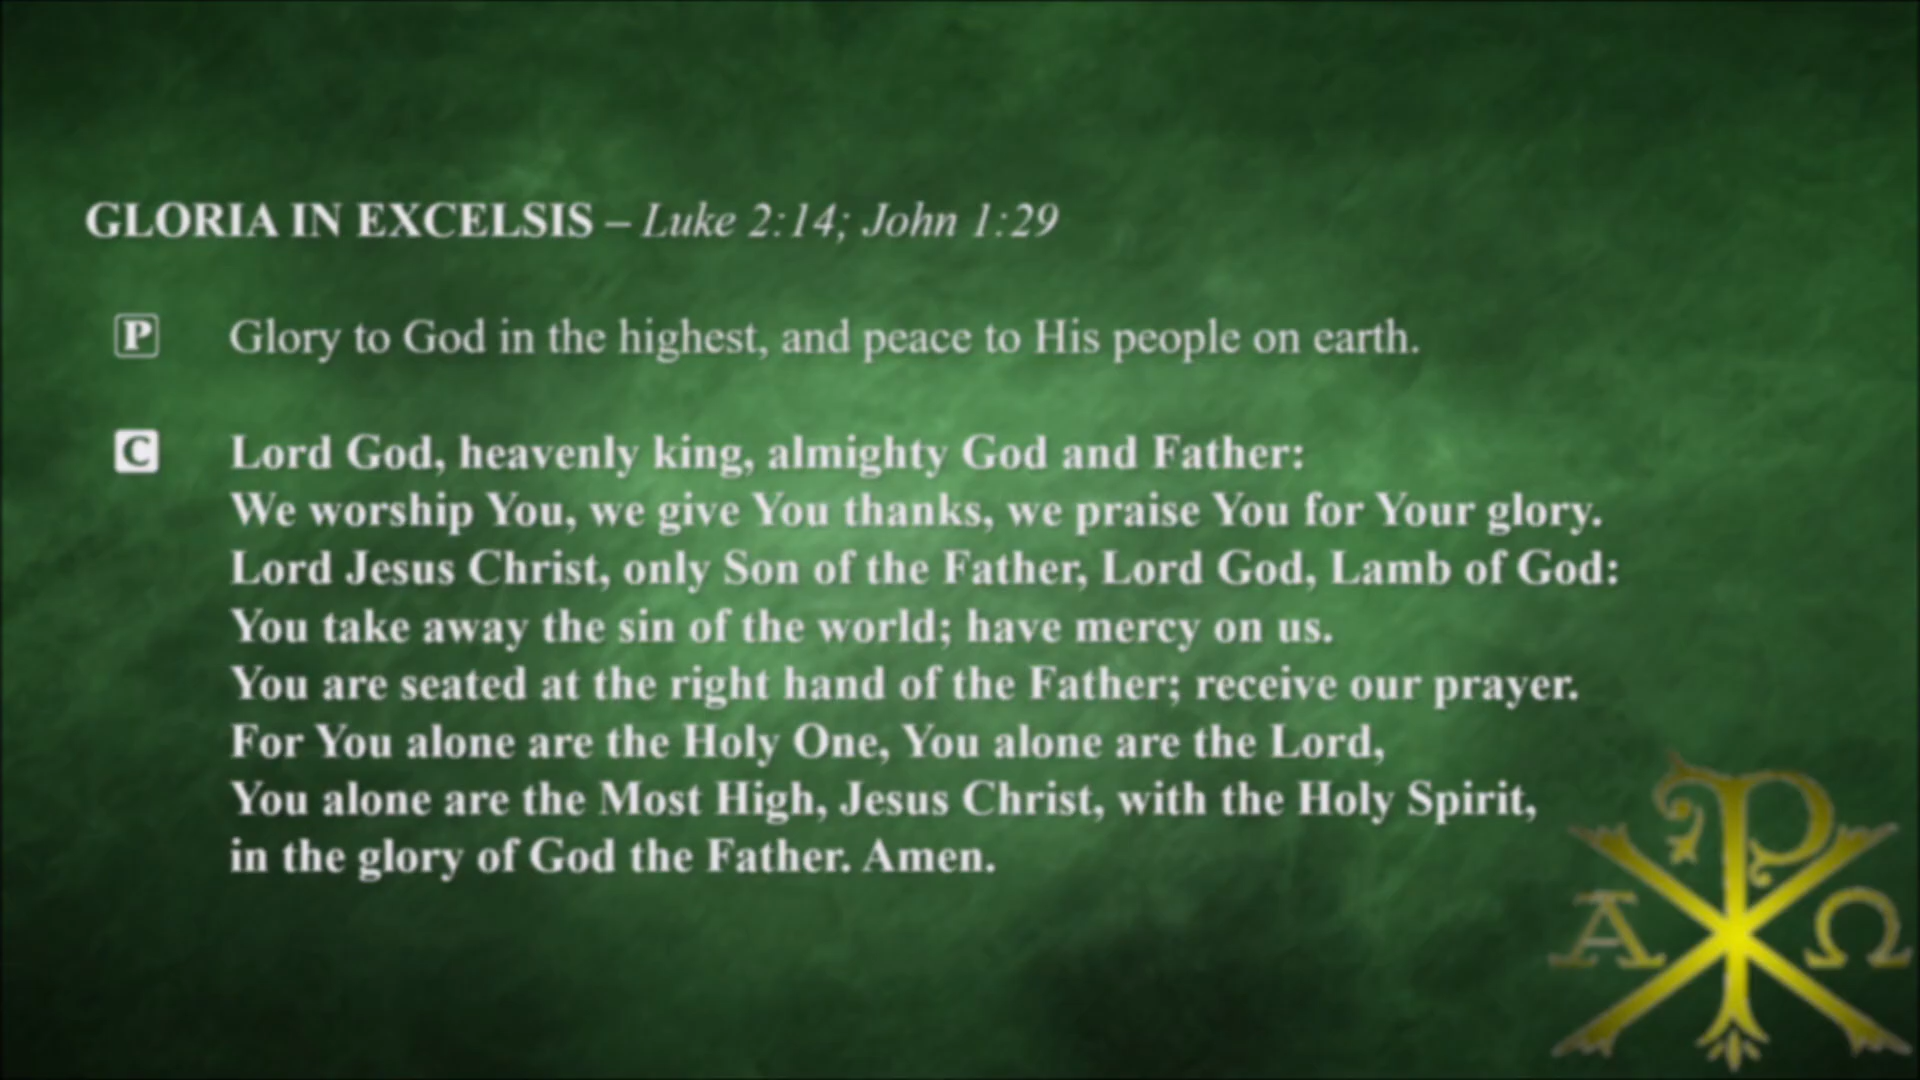 GLORIA IN EXCELSIS – Luke 2:14; John 1:29
P Glory to God in the highest, and peace to His people on earth.
C Lord God, heavenly king, almighty God and Father:
We worship You, we give You thanks, we praise You for Your glory.
Lord Jesus Christ, only Son of the Father, Lord God, Lamb of God:
You take away the sin of the world; have mercy on us.
You are seated at the right hand of the Father; receive our prayer.
For You alone are the Holy One, You alone are the Lord,
You alone are the Most High, Jesus Christ, with the Holy Spirit,
in the glory of God the Father. Amen.
Α Ω